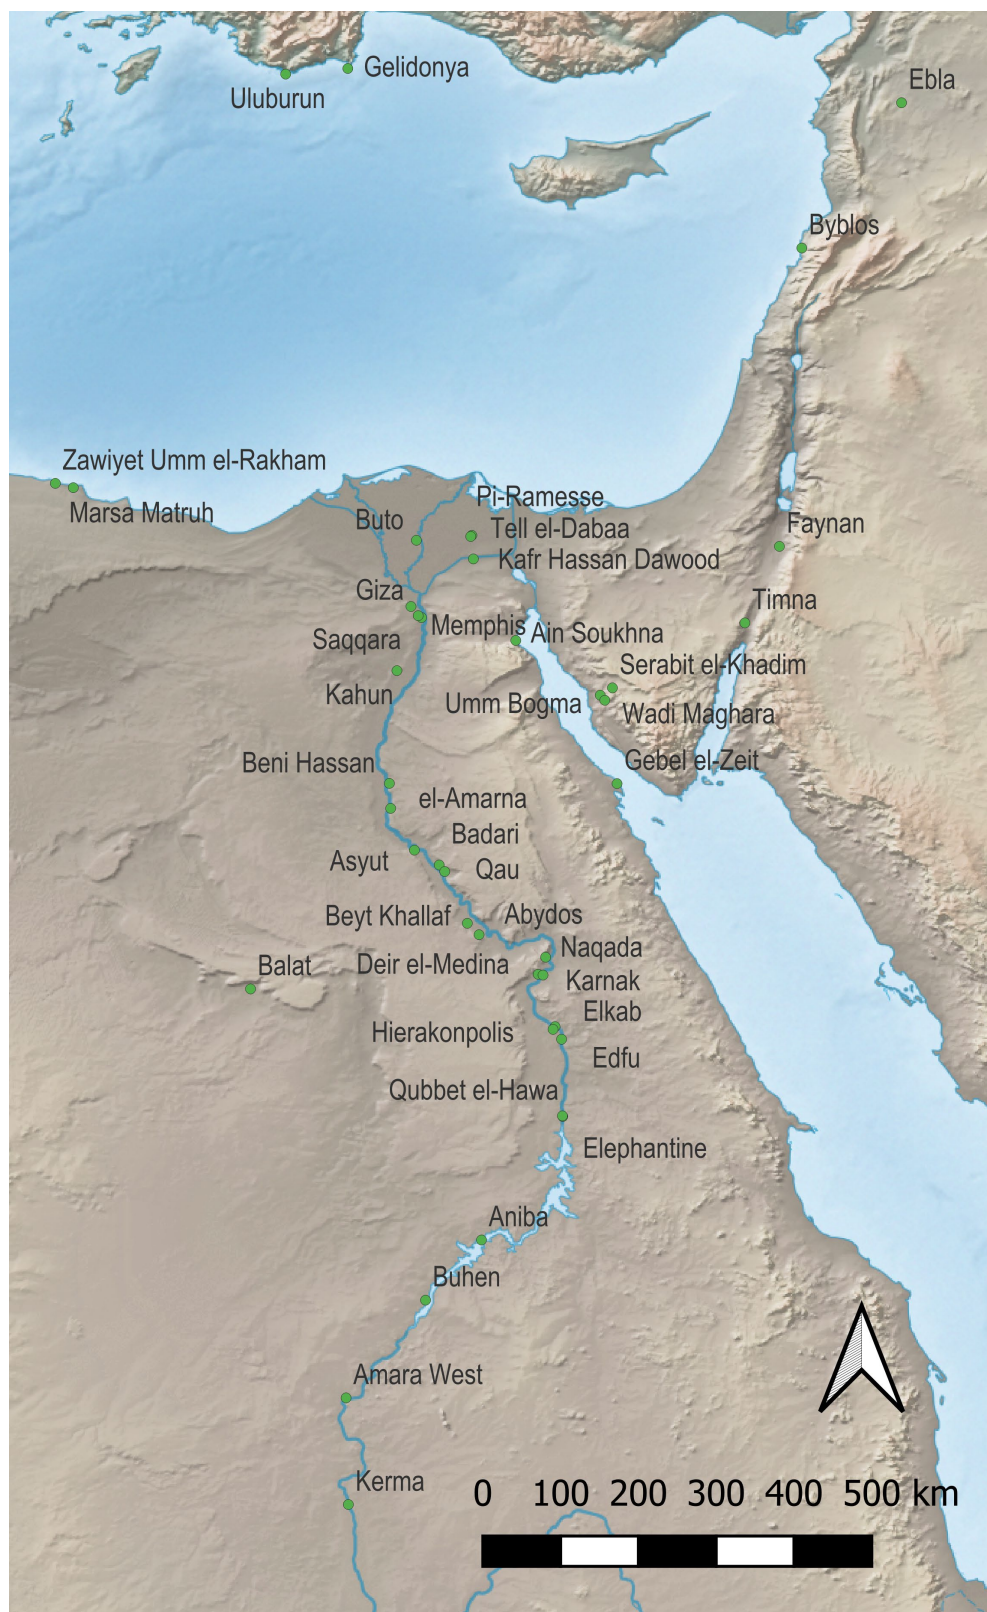 Gelidonya
Ebla
Uluburun
Byblos
Zawiyet Umm el-Rakham
Marsa Matruh
Pi-Ramesse
Buto
Tell el-Dabaa
Faynan
Kafr Hassan Dawood
Giza
Timna
Memphis
Ain Soukhna
Saqqara
Serabit el-Khadim
Kahun
Umm Bogma
Wadi Maghara
Beni Hassan
Gebel el-Zeit
el-Amarna
Badari
Asyut
Qau
Beyt Khallaf
Abydos
Naqada
Balat
Deir el-Medina
Karnak
Elkab
Hierakonpolis
Edfu
Qubbet el-Hawa
Elephantine
Aniba
Buhen
Amara West
Kerma
0 100 200 300 400 500 km